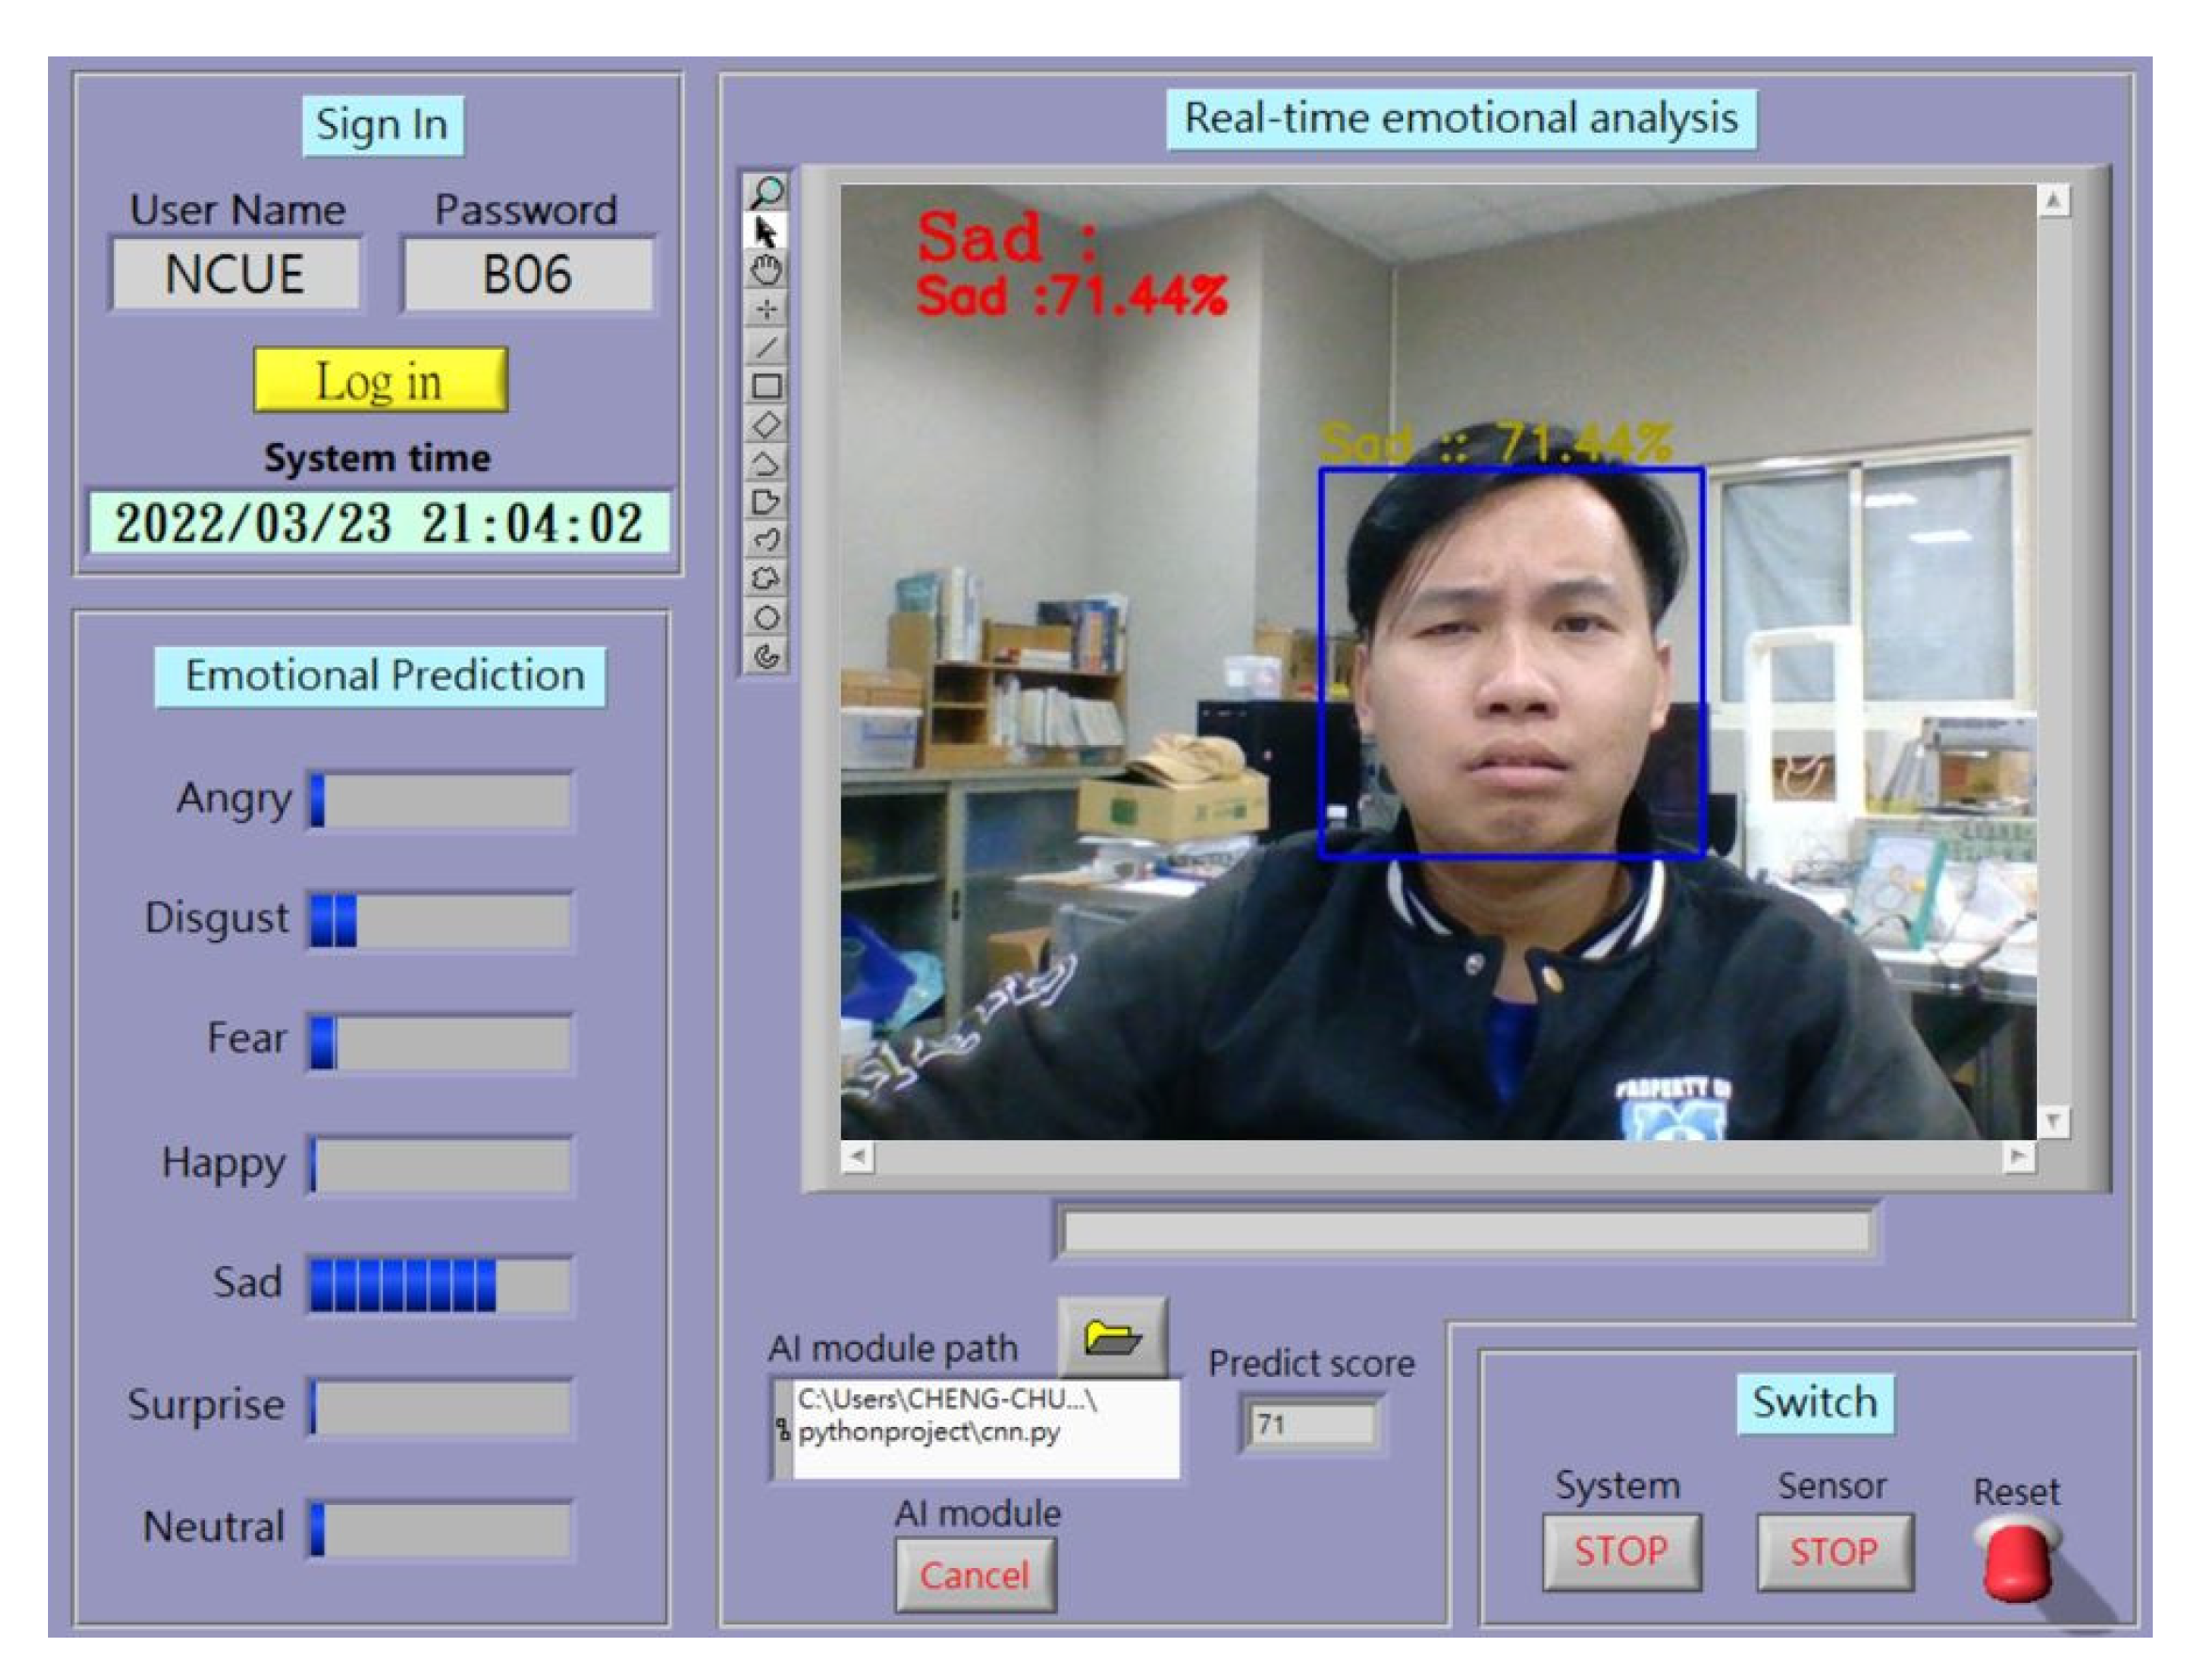 Sign In
User Name
Password
NCUE
B06
Log in
System time
2022/03/23 21:04:02
Emotional Prediction
Angry
Disgust
Fear
Happy
Sad
Surprise
Neutral
Real-time emotional analysis
Sad :
Sad :71.44%
Sad :: 71.44%
PROPERTY OF
AI module path
C:\Users\CHENG-CHU...\
pythonproject\cnn.py
Predict score
71
AI module
Cancel
Switch
System
Sensor
Reset
STOP
STOP